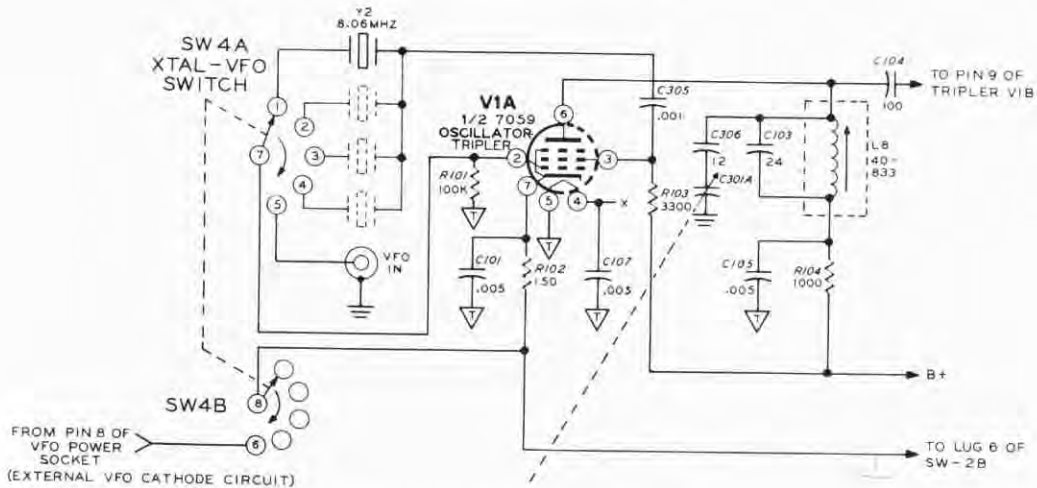 Y2
8.06MHZ
SW4A
XTAL-VFO
SWITCH
1
2
7
3
4
5
VFO
IN
V1A
1/2 7059
OSCILLATOR-
TRIPLER
6
2
3
7
5
4
X
R101
100K
T
T
C101
.005
T
R102
150
C107
.005
T
C305
.001
R103
3300
C306
12
C301A
C103
24
L8
40-
833
C104
100
TO PIN 9 OF
TRIPLER V1B
C105
.005
T
R104
1000
B+
SW4B
8
6
FROM PIN 8 OF
VFO POWER
SOCKET
(EXTERNAL VFO CATHODE CIRCUIT)
TO LUG 6 OF
SW-2B